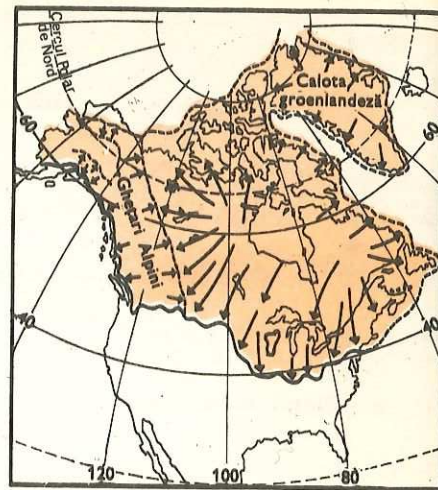 Cercul Polar
de Nord
Calota
groenlandeză
60
60
Ghețari Alpini
40
40
120
100
80